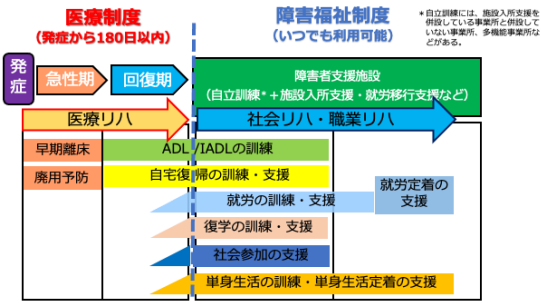 医療制度
（発症から180日以内）
障害福祉制度
（いつでも利用可能）
＊自立訓練には、施設入所支援を
併設している事業所と併設して
いない事業所、多機能事業所な
どがある。
発症
急性期
回復期
障害者支援施設
（自立訓練*＋施設入所支援・就労移行支援など）
医療リハ
社会リハ・職業リハ
早期離床
ADL /IADLの訓練
廃用予防
自宅復帰の訓練・支援
就労の訓練・支援
就労定着の
支援
復学の訓練・支援
社会参加の支援
単身生活の訓練・単身生活定着の支援